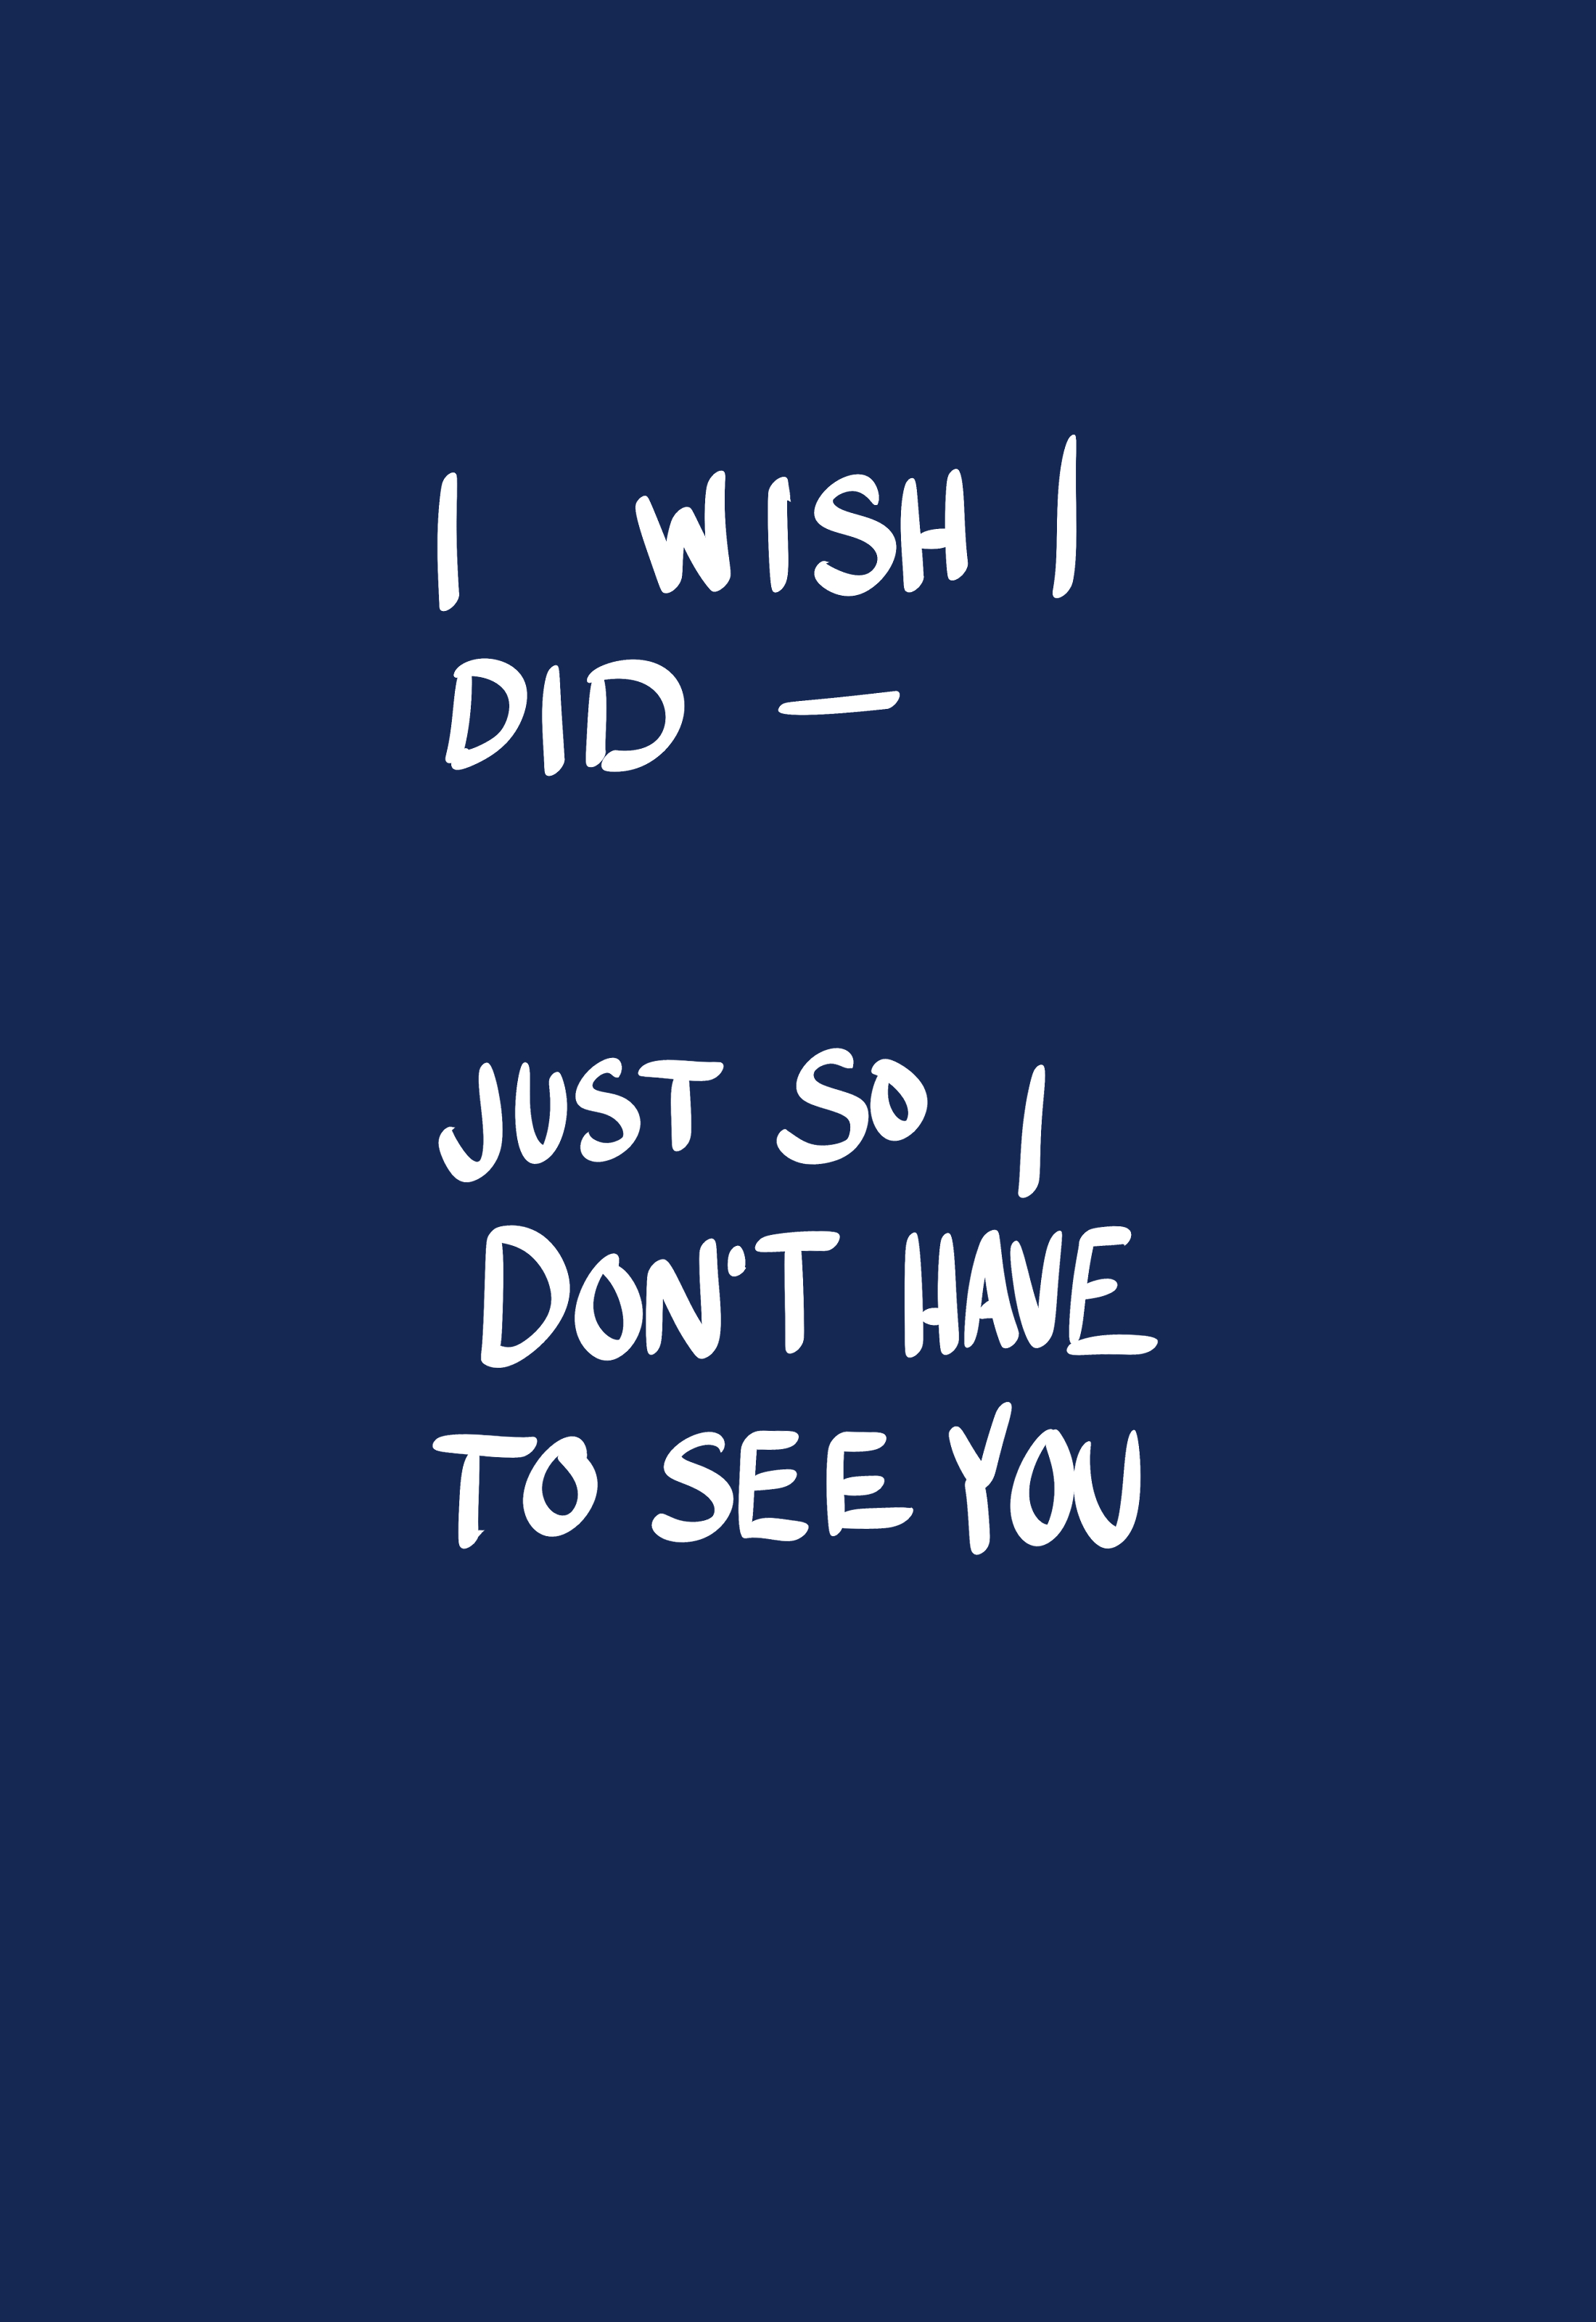 I WISH I
DID —
JUST SO I
DON'T HAVE
TO SEE YOU